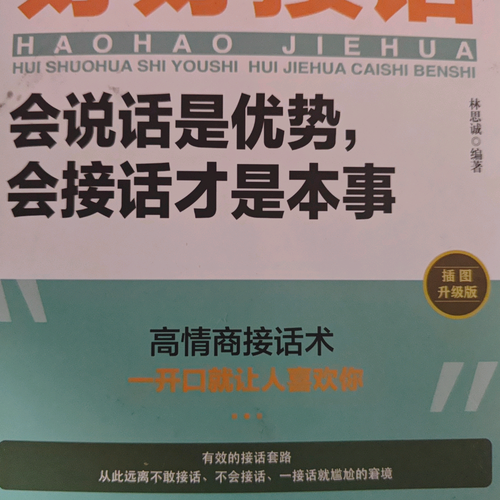 好好接话
HAOHAO JIEHUA
HUI SHUOHUA SHI YOUSHI HUI JIEHUA CAISHI BENSHI
会说话是优势，
会接话才是本事
林思诚◎编著
插图
升级版
高情商接话术
一开口就让人喜欢你
有效的接话套路
从此远离不敢接话、不会接话、一接话就尴尬的窘境